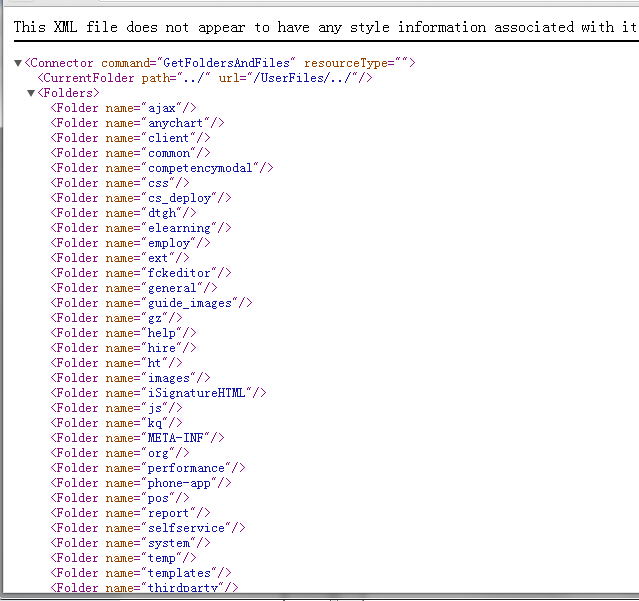 This XML file does not appear to have any style information associated with it
▼<Connector command="GetFoldersAndFiles" resourceType="">
<CurrentFolder path="../" url="/UserFiles/../"/>
▼<Folders>
<Folder name="ajax"/>
<Folder name="anychart"/>
<Folder name="client"/>
<Folder name="common"/>
<Folder name="competencymodal"/>
<Folder name="css"/>
<Folder name="cs_deploy"/>
<Folder name="dtgh"/>
<Folder name="elearning"/>
<Folder name="employ"/>
<Folder name="ext"/>
<Folder name="fckeditor"/>
<Folder name="general"/>
<Folder name="guide_images"/>
<Folder name="gz"/>
<Folder name="help"/>
<Folder name="hire"/>
<Folder name="ht"/>
<Folder name="images"/>
<Folder name="iSignatureHTML"/>
<Folder name="js"/>
<Folder name="kq"/>
<Folder name="META-INF"/>
<Folder name="org"/>
<Folder name="performance"/>
<Folder name="phone-app"/>
<Folder name="pos"/>
<Folder name="report"/>
<Folder name="selfservice"/>
<Folder name="system"/>
<Folder name="temp"/>
<Folder name="templates"/>
<Folder name="thirdparty"/>